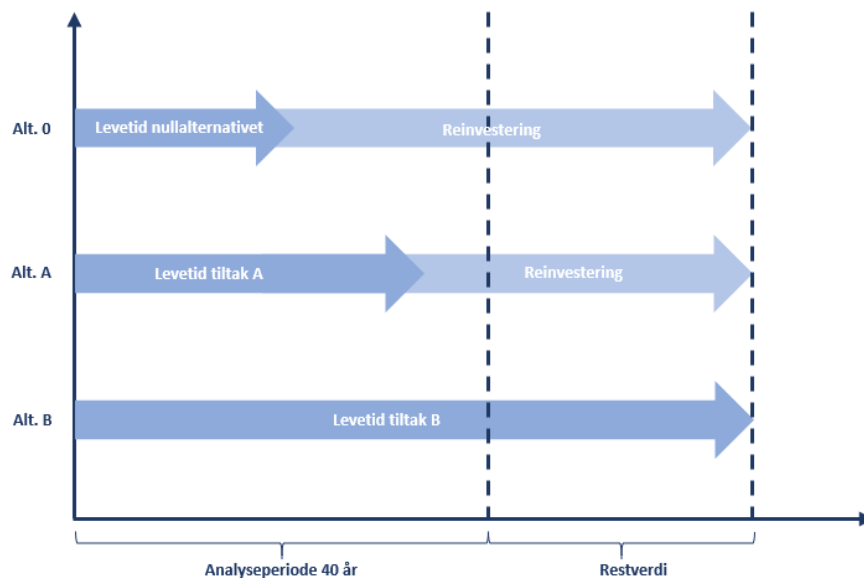 Alt. 0
Levetid nullalternativet
Reinvestering
Alt. A
Levetid tiltak A
Reinvestering
Alt. B
Levetid tiltak B
Analyseperiode 40 år
Restverdi